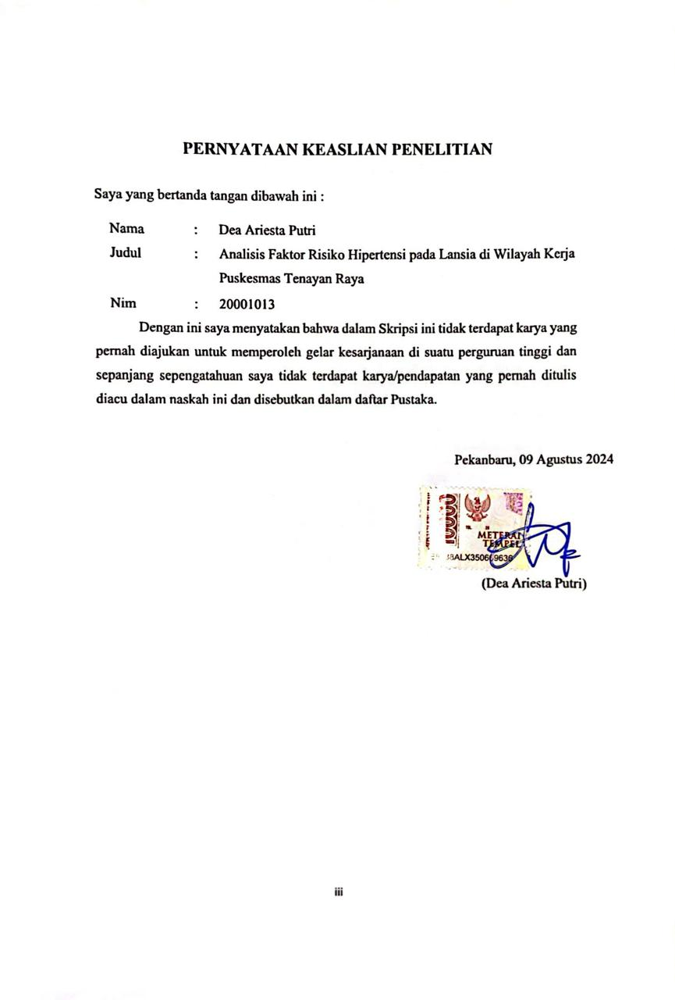 PERNYATAAN KEASLIAN PENELITIAN
Saya yang bertanda tangan dibawah ini :
Nama : Dea Ariesta Putri
Judul : Analisis Faktor Risiko Hipertensi pada Lansia di Wilayah Kerja
Puskesmas Tenayan Raya
Nim : 20001013
Dengan ini saya menyatakan bahwa dalam Skripsi ini tidak terdapat karya yang
pernah diajukan untuk memperoleh gelar kesarjanaan di suatu perguruan tinggi dan
sepanjang sepengatahuan saya tidak terdapat karya/pendapatan yang pernah ditulis
diacu dalam naskah ini dan disebutkan dalam daftar Pustaka.
Pekanbaru, 09 Agustus 2024
10000
METERAI
TEMPEL
(Dea Ariesta Putri)
iii